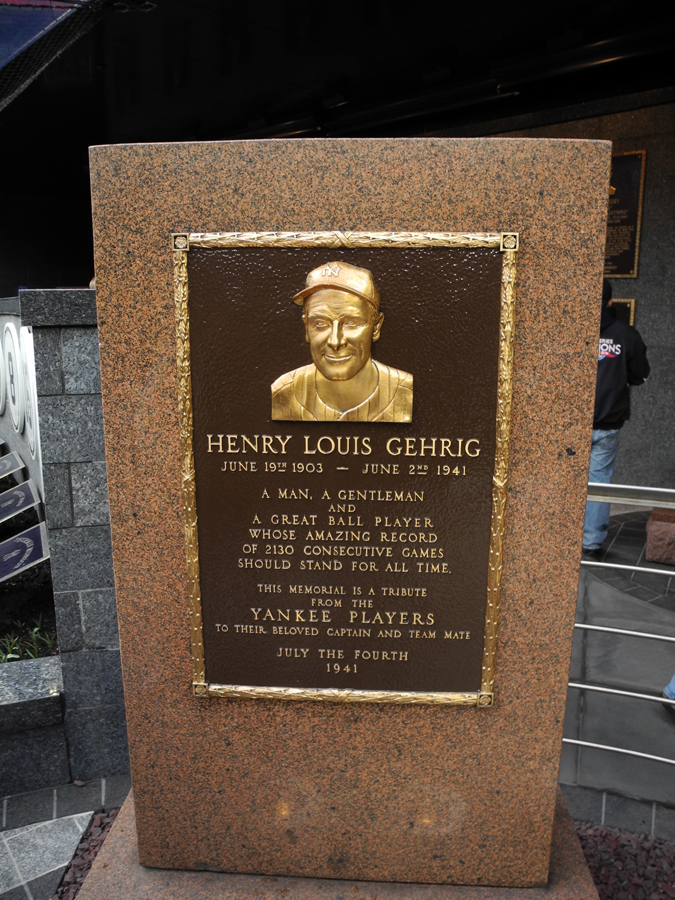 NY
HENRY LOUIS GEHRIG
JUNE 19TH 1903 — JUNE 2ND 1941
A MAN, A GENTLEMAN
AND
A GREAT BALL PLAYER
WHOSE AMAZING RECORD
OF 2130 CONSECUTIVE GAMES
SHOULD STAND FOR ALL TIME.
THIS MEMORIAL IS A TRIBUTE
FROM THE
YANKEE PLAYERS
TO THEIR BELOVED CAPTAIN AND TEAM MATE
JULY THE FOURTH
1941